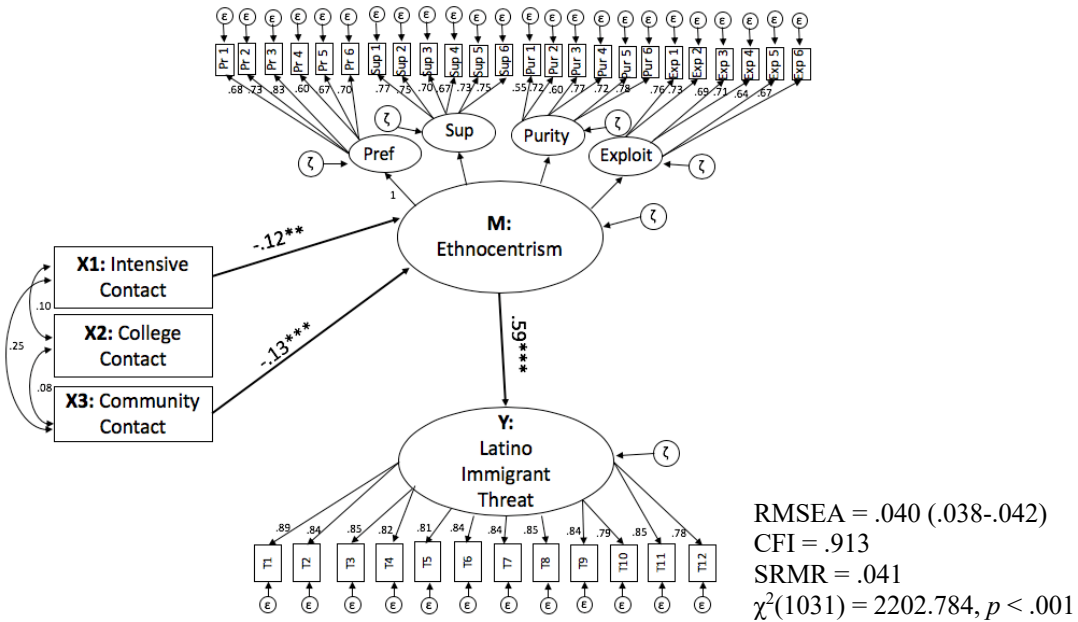 ε ε ε ε ε ε ε ε ε ε ε ε ε ε ε ε ε ε ε ε ε ε ε ε
Pr 1 Pr 2 Pr 3 Pr 4 Pr 5 Pr 6 Sup 1 Sup 2 Sup 3 Sup 4 Sup 5 Sup 6 Pur 1 Pur 2 Pur 3 Pur 4 Pur 5 Pur 6 Exp 1 Exp 2 Exp 3 Exp 4 Exp 5 Exp 6
.68 .73 .83 .60 .67 .70 .77 .75 .70 .67 .73 .75 .55 .72 .60 .77 .72 .78 .76 .73 .69 .71 .64 .67
ζ ζ
Sup Purity
Pref Exploit
ζ ζ
1
M:
Ethnocentrism
ζ
-.12**
X1: Intensive
Contact
.10
X2: College
Contact
.25
.08
X3: Community
Contact
-.13***
.59***
Y:
Latino
Immigrant
Threat
ζ
.89 .84 .85 .82 .81 .84 .84 .85 .84 .79 .85 .78
T1 T2 T3 T4 T5 T6 T7 T8 T9 T10 T11 T12
ε ε ε ε ε ε ε ε ε ε ε ε
RMSEA = .040 (.038-.042)
CFI = .913
SRMR = .041
χ²(1031) = 2202.784, p < .001